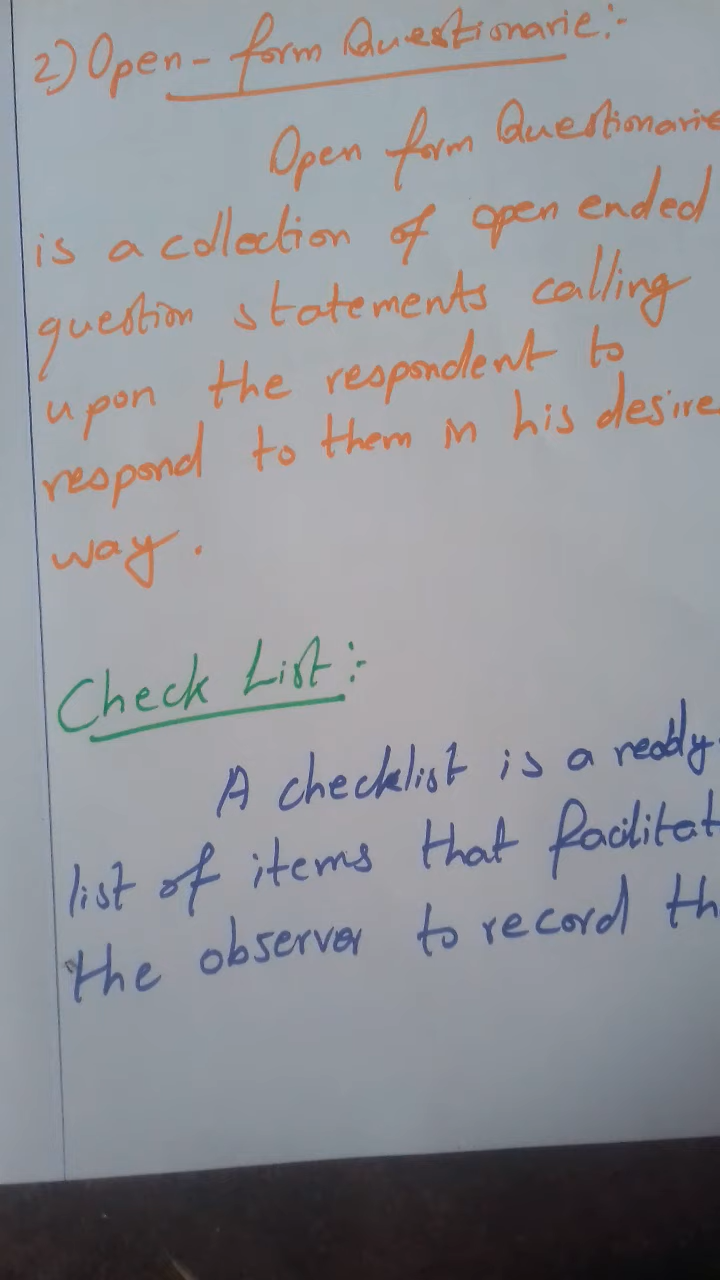 2) Open- form Questionarie:-
Open form Questionarie
is a collection of open ended
question statements calling
upon the respondent to
respond to them in his desire
way.
Check List:-
A checklist is a ready
list of items that facilitat
the observer to record th